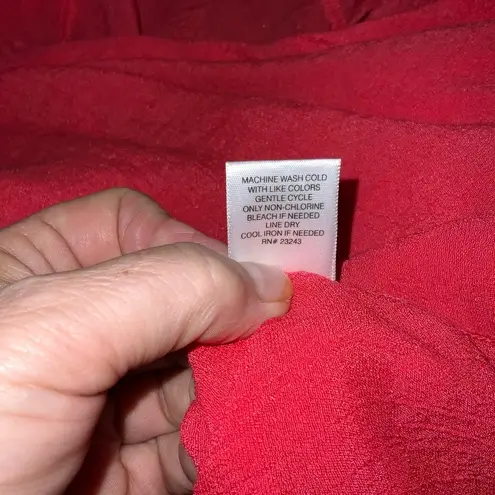 MACHINE WASH COLD
WITH LIKE COLORS
GENTLE CYCLE
ONLY NON-CHLORINE
BLEACH IF NEEDED
LINE DRY
COOL IRON IF NEEDED
RN# 23243